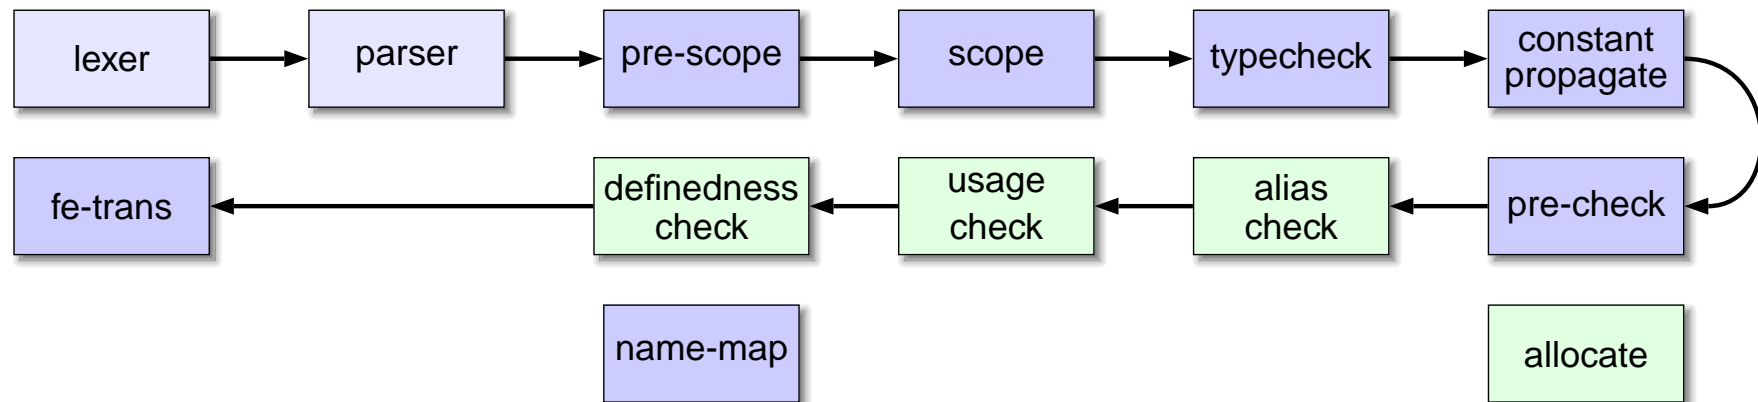 lexer
parser
pre-scope
scope
typecheck
constant
propagate
fe-trans
definedness
check
usage
check
alias
check
pre-check
name-map
allocate